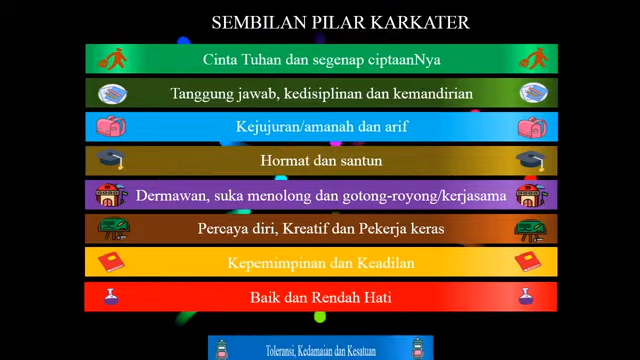 SEMBILAN PILAR KARKATER
Cinta Tuhan dan segenap ciptaanNya
Tanggung jawab, kedisiplinan dan kemandirian
Kejujuran/amanah dan arif
Hormat dan santun
Dermawan, suka menolong dan gotong-royong/kerjasama
Percaya diri, Kreatif dan Pekerja keras
Kepemimpinan dan Keadilan
Baik dan Rendah Hati
Toleransi, Kedamaian dan Kesatuan